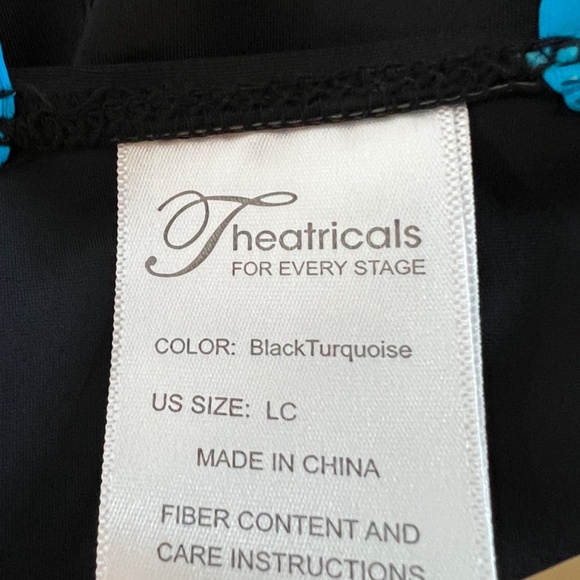 Theatricals
FOR EVERY STAGE
COLOR: BlackTurquoise
US SIZE: LC
MADE IN CHINA
FIBER CONTENT AND
CARE INSTRUCTIONS